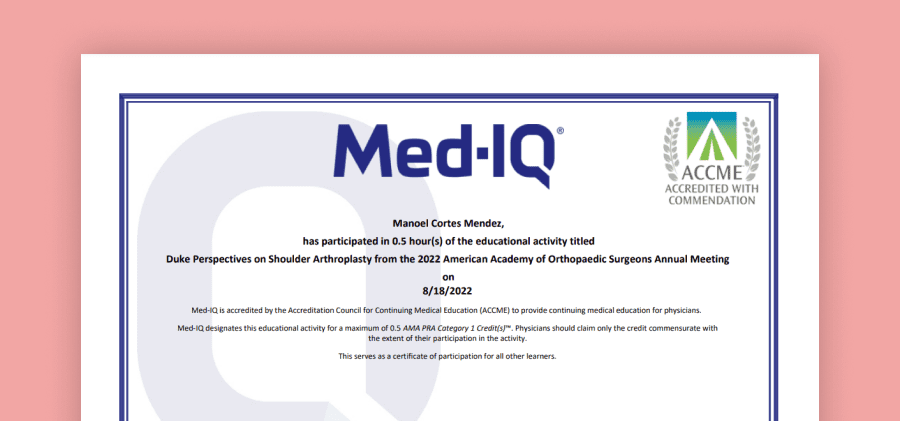 Med-IQ®
ACCME
ACCREDITED WITH
COMMENDATION
Manoel Cortes Mendez,
has participated in 0.5 hour(s) of the educational activity titled
Duke Perspectives on Shoulder Arthroplasty from the 2022 American Academy of Orthopaedic Surgeons Annual Meeting
on
8/18/2022
Med-IQ is accredited by the Accreditation Council for Continuing Medical Education (ACCME) to provide continuing medical education for physicians.
Med-IQ designates this educational activity for a maximum of 0.5 AMA PRA Category 1 Credit(s)™. Physicians should claim only the credit commensurate with
the extent of their participation in the activity.
This serves as a certificate of participation for all other learners.